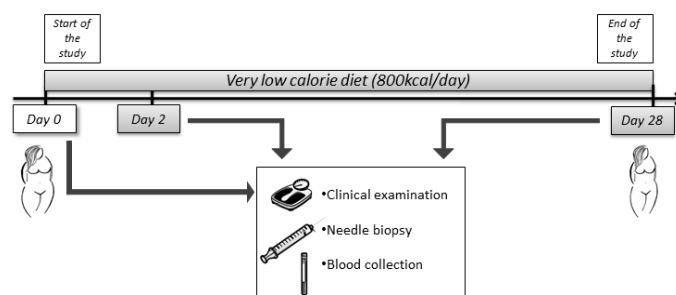 Start of
the
study
End of
the
study
Very low calorie diet (800kcal/day)
Day 0
Day 2
Day 28
•Clinical examination
•Needle biopsy
•Blood collection